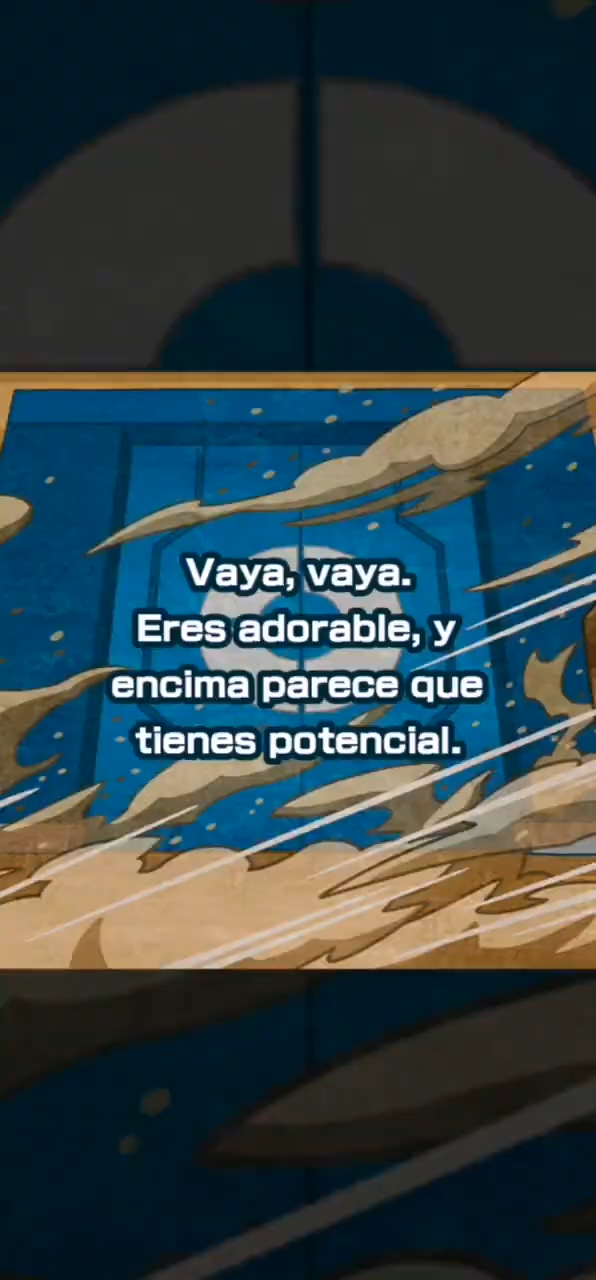 Vaya, vaya.
Eres adorable, y
encima parece que
tienes potencial.